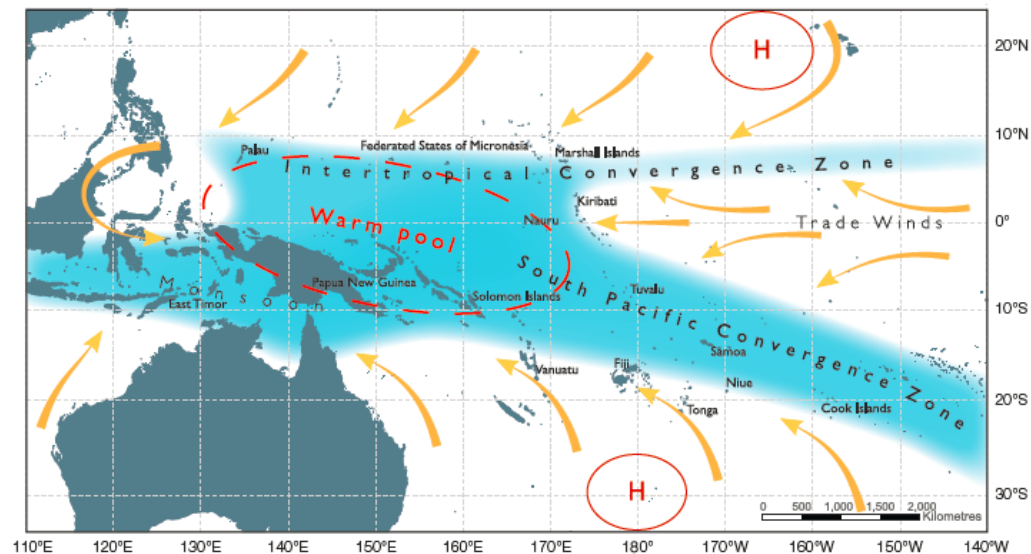 H
20°N
10°N
Palau
Federated States of Micronesia
Marshall Islands
Intertropical Convergence Zone
Kiribati
Warm pool
Nauru
Trade Winds
0°
South Pacific Convergence Zone
Monsoon
Papua New Guinea
Solomon Islands
Tuvalu
East Timor
10°S
Samoa
Vanuatu
Fiji
Niue
Tonga
Cook Islands
20°S
H
30°S
0 500 1,000 1,500 2,000
Kilometres
110°E 120°E 130°E 140°E 150°E 160°E 170°E 180° 170°W 160°W 150°W 140°W